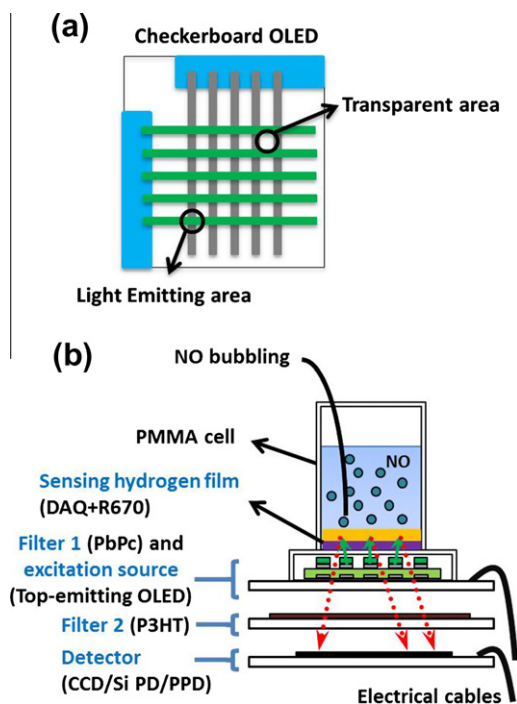 (a)
Checkerboard OLED
Transparent area
Light Emitting area
(b)
NO bubbling
PMMA cell
NO
Sensing hydrogen film
(DAQ+R670)
Filter 1 (PbPc) and
excitation source
(Top-emitting OLED)
Filter 2 (P3HT)
Detector
(CCD/Si PD/PPD)
Electrical cables